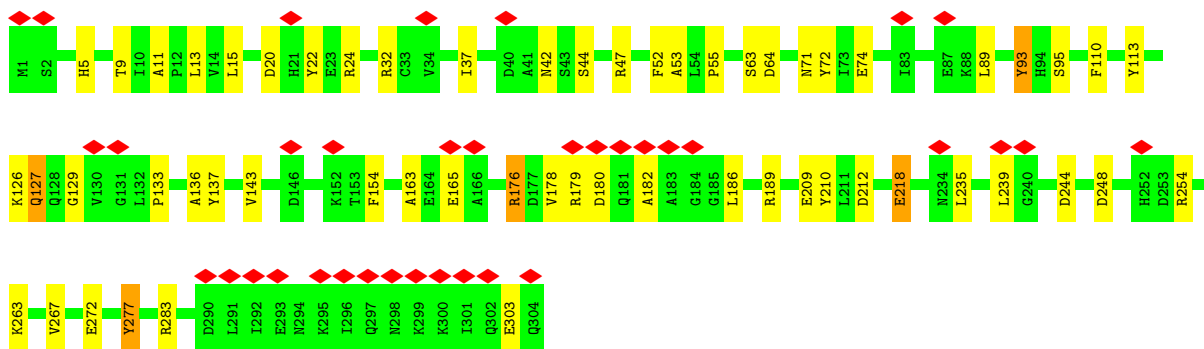 M1 S2 H5 T9 I10 A11 P12 L13 V14 L15 D20 H21 Y22 E23 R24 R32 C33 V34 I37 D40 A41 N42 S43 S44 R47 F52 A53 L54 P55 S63 D64 N71 Y72 I73 E74 I83 E87 K88 L89 Y93 H94 S95 F110 Y113
K126 Q127 Q128 G129 V130 G131 L132 P133 A136 Y137 V143 D146 K152 T153 F154 A163 E164 E165 A166 R176 D177 V178 R179 D180 Q181 A182 A183 G184 G185 L186 R189 E209 Y210 L211 D212 E218 N234 L235 L239 G240 D244 D248 H252 D253 R254
K263 V267 E272 Y277 R283 D290 L291 I292 E293 N294 K295 I296 Q297 N298 K299 K300 I301 Q302 E303 Q304